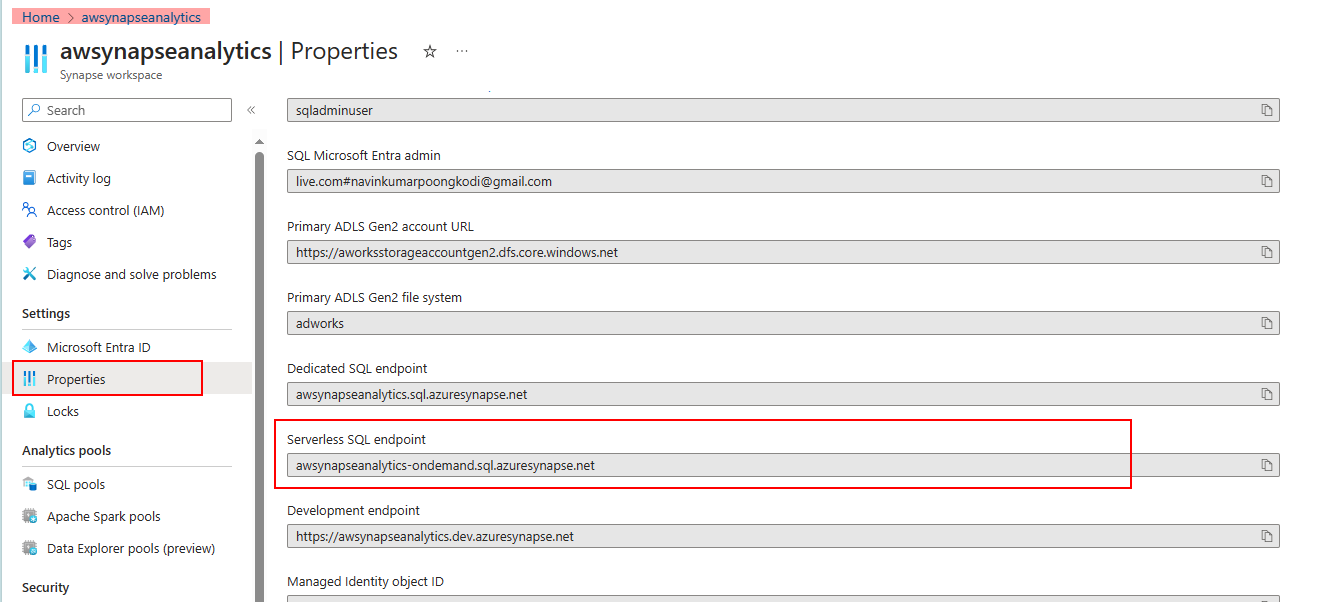 Home > awsynapseanalytics
awsynapseanalytics | Properties ☆ ...
Synapse workspace
Search «
Overview
Activity log
Access control (IAM)
Tags
Diagnose and solve problems
Settings
Microsoft Entra ID
Properties
Locks
Analytics pools
SQL pools
Apache Spark pools
Data Explorer pools (preview)
Security
sqladminuser
SQL Microsoft Entra admin
live.com#navinkumarpoongkodi@gmail.com
Primary ADLS Gen2 account URL
https://aworksstorageaccountgen2.dfs.core.windows.net
Primary ADLS Gen2 file system
adworks
Dedicated SQL endpoint
awsynapseanalytics.sql.azuresynapse.net
Serverless SQL endpoint
awsynapseanalytics-ondemand.sql.azuresynapse.net
Development endpoint
https://awsynapseanalytics.dev.azuresynapse.net
Managed Identity object ID